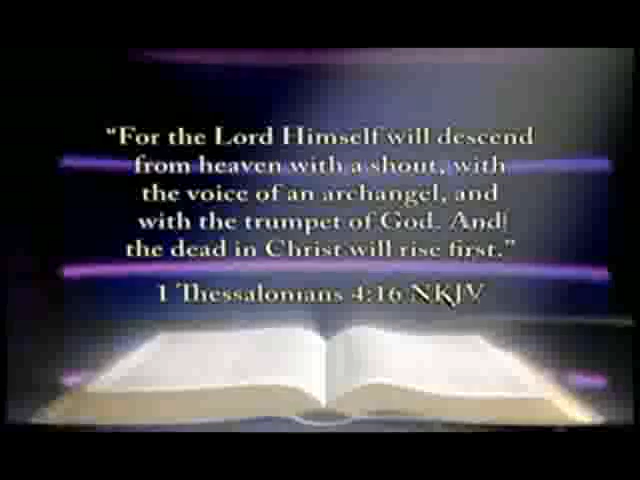 “For the Lord Himself will descend
from heaven with a shout, with
the voice of an archangel, and
with the trumpet of God. And
the dead in Christ will rise first.”
1 Thessalonians 4:16 NKJV